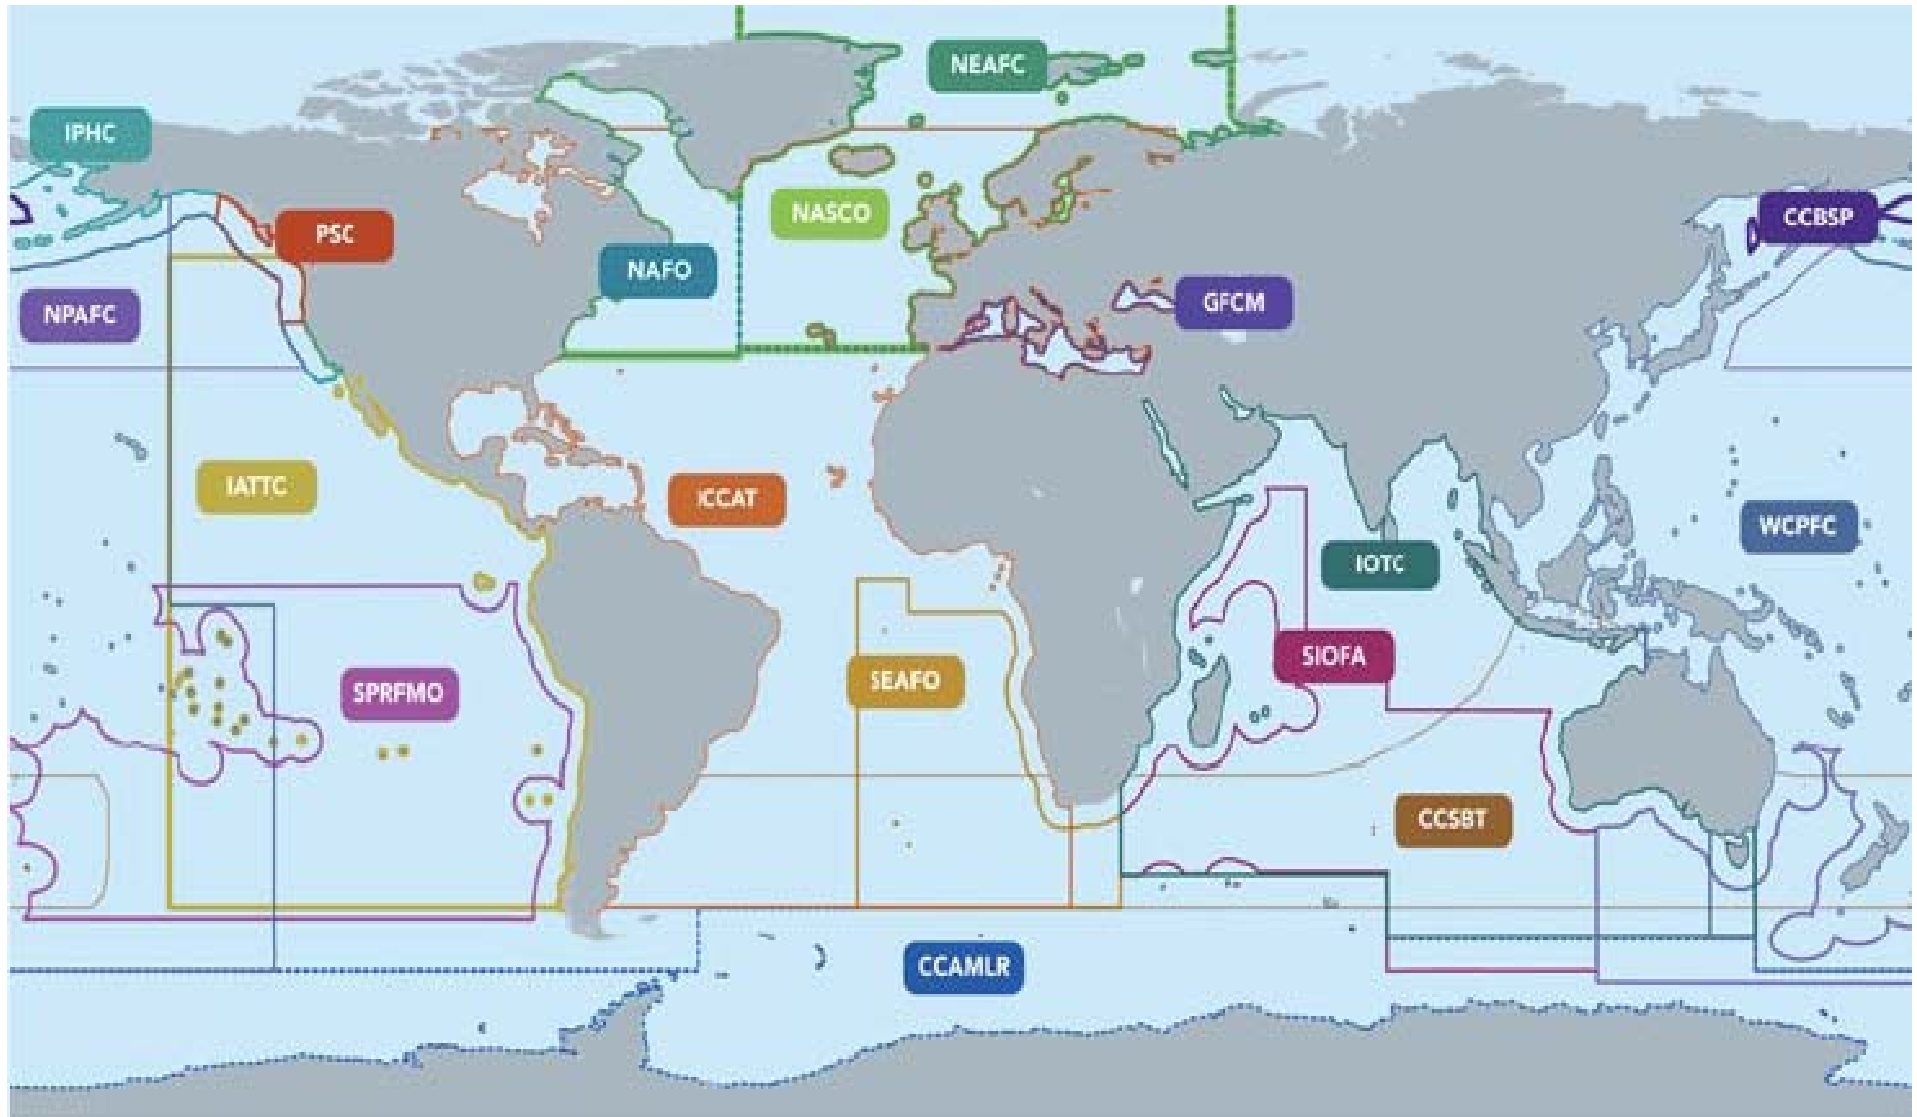 NEAFC
IPHC
NASCO
CCBSP
PSC
NAFO
GFCM
NPAFC
IATTC
ICCAT
WCPFC
IOTC
SIOFA
SEAFO
SPRFMO
CCSBT
CCAMLR